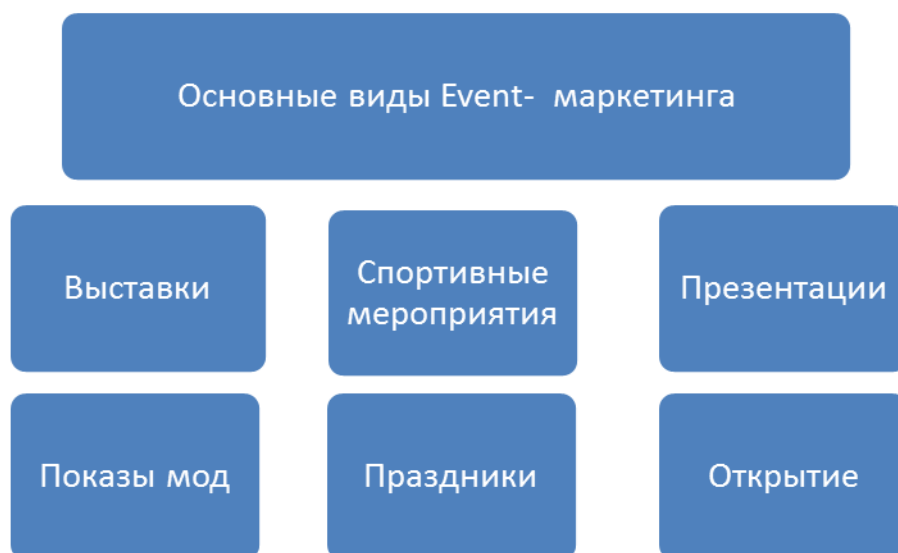 Основные виды Event- маркетинга
Выставки
Спортивные
мероприятия
Презентации
Показы мод
Праздники
Открытие